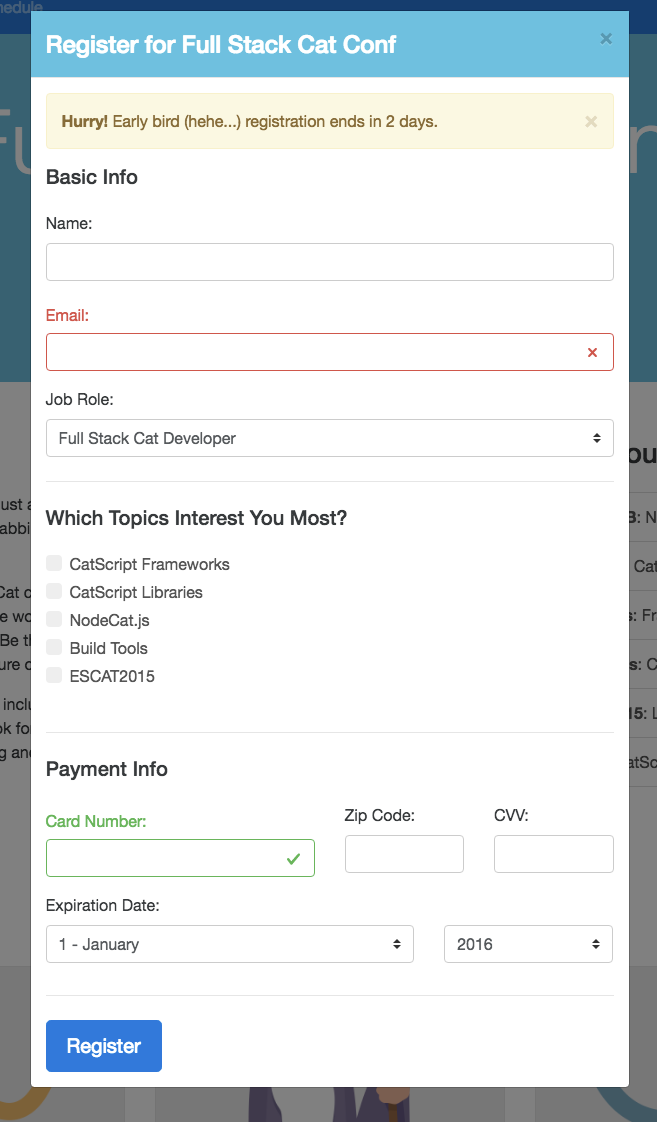 Register for Full Stack Cat Conf ×
Hurry! Early bird (hehe...) registration ends in 2 days. ×
Basic Info
Name:
Email:
Job Role:
Full Stack Cat Developer
Which Topics Interest You Most?
CatScript Frameworks
CatScript Libraries
NodeCat.js
Build Tools
ESCAT2015
Payment Info
Card Number:
Zip Code:
CVV:
Expiration Date:
1 - January
2016
Register